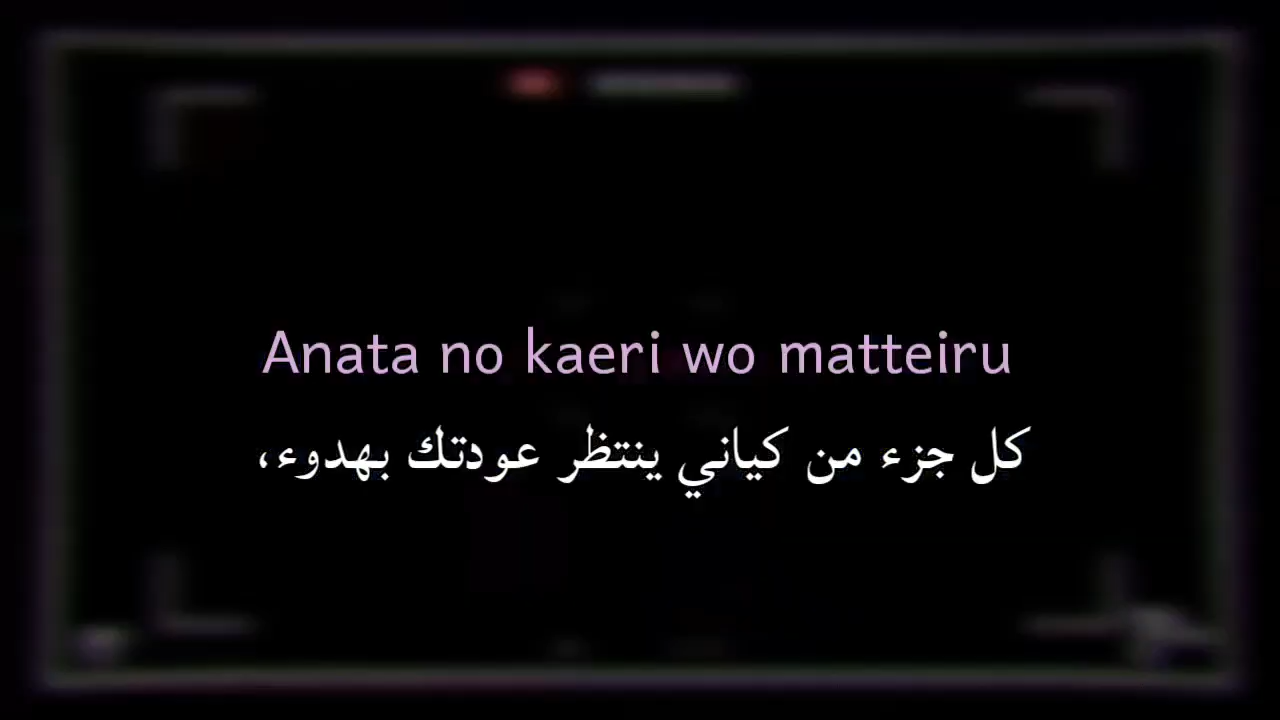 Anata no kaeri wo matteiru
كل جزء من كياني ينتظر عودتك بهدوء،